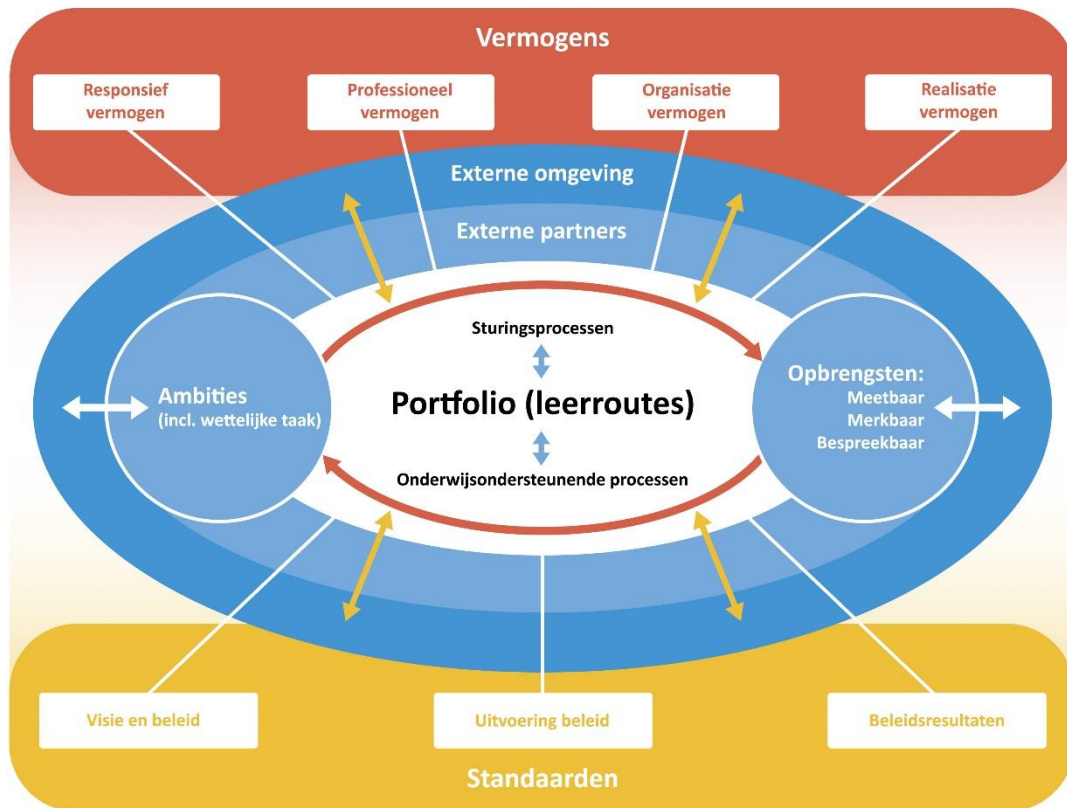 Vermogens
Responsief
vermogen
Professioneel
vermogen
Organisatie
vermogen
Realisatie
vermogen
Externe omgeving
Externe partners
Sturingsprocessen
Ambities
(incl. wettelijke taak)
Portfolio (leerroutes)
Opbrengsten:
Meetbaar
Merkbaar
Bespreekbaar
Onderwijsondersteunende processen
Visie en beleid
Uitvoering beleid
Beleidsresultaten
Standaarden